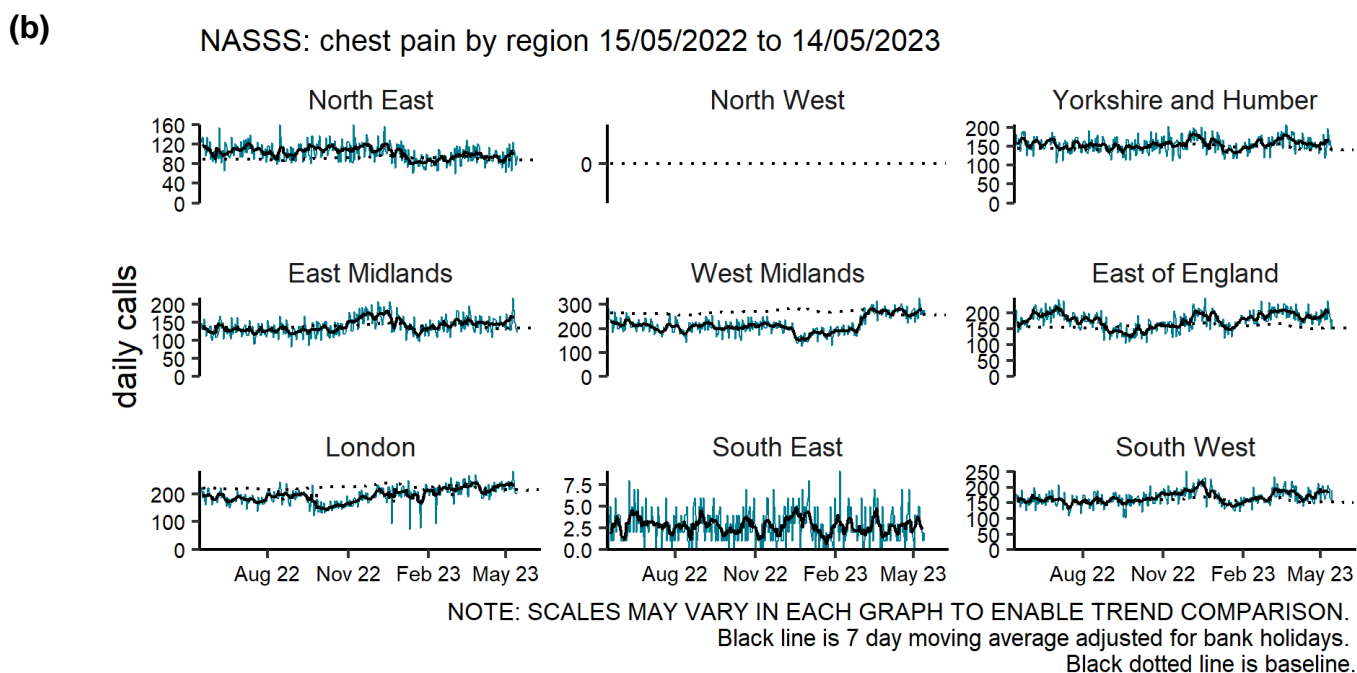 (b)
NASSS: chest pain by region 15/05/2022 to 14/05/2023
daily calls
North East
160
120
80
40
0
North West
0
Yorkshire and Humber
200
150
100
50
0
East Midlands
200
150
100
50
0
West Midlands
300
200
100
0
East of England
200
150
100
50
0
London
200
100
0
Aug 22 Nov 22 Feb 23 May 23
South East
7.5
5.0
2.5
0.0
Aug 22 Nov 22 Feb 23 May 23
South West
250
200
150
100
50
0
Aug 22 Nov 22 Feb 23 May 23
NOTE: SCALES MAY VARY IN EACH GRAPH TO ENABLE TREND COMPARISON.
Black line is 7 day moving average adjusted for bank holidays.
Black dotted line is baseline.